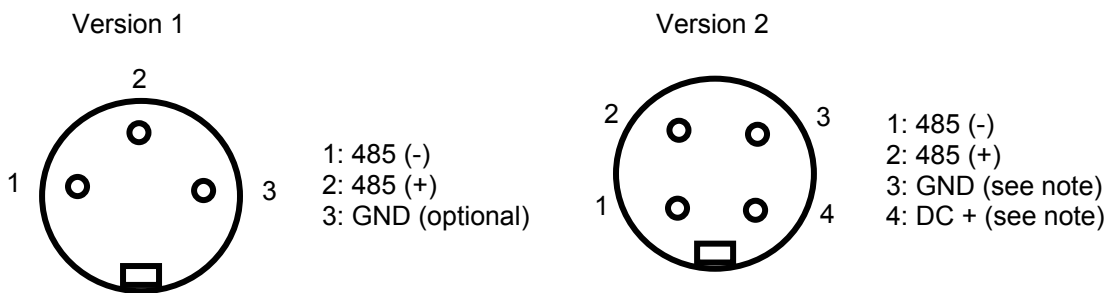 Version 1
2
1
3
1: 485 (-)
2: 485 (+)
3: GND (optional)
Version 2
2
3
1
4
1: 485 (-)
2: 485 (+)
3: GND (see note)
4: DC + (see note)